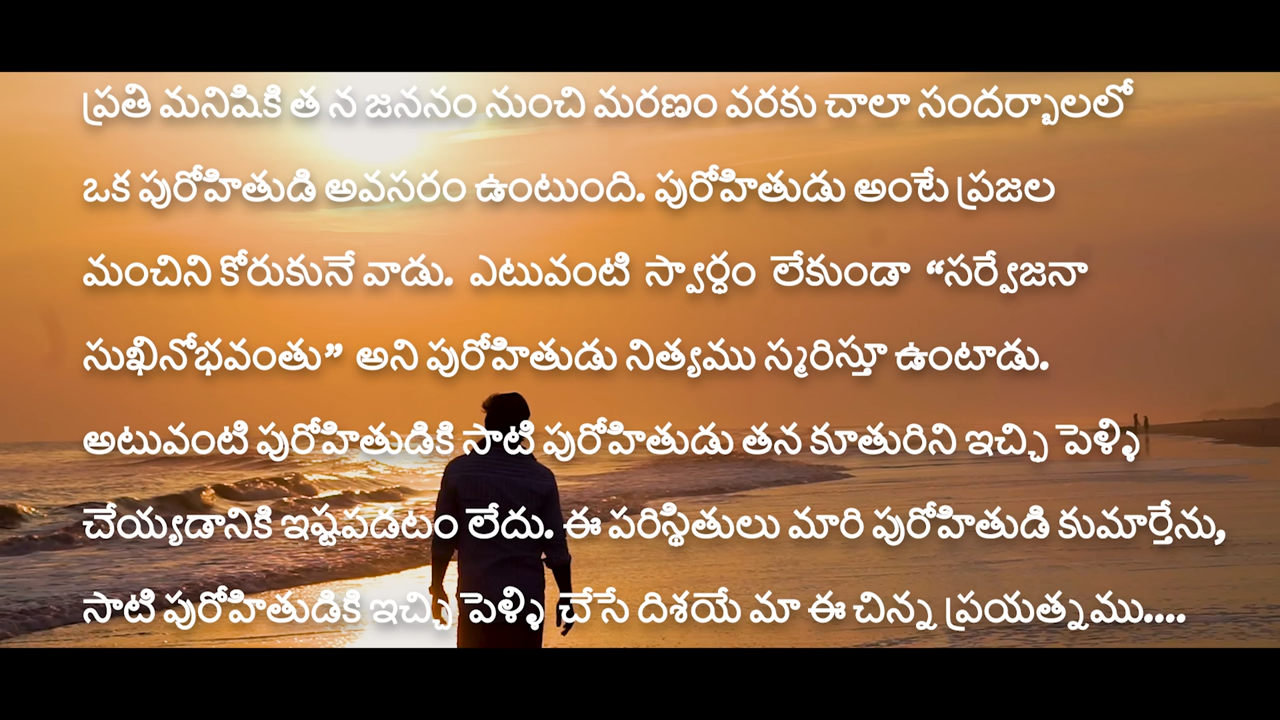 ప్రతి మనిషికి త న జననం నుంచి మరణం వరకు చాలా సందర్భాలలో
ఒక పురోహితుడి అవసరం ఉంటుంది. పురోహితుడు అంటే ప్రజల
మంచిని కోరుకునే వాడు. ఎటువంటి స్వార్ధం లేకుండా “సర్వేజనా
సుఖినోభవంతు” అని పురోహితుడు నిత్యము స్మరిస్తూ ఉంటాడు.
అటువంటి పురోహితుడికి సాటి పురోహితుడు తన కూతురిని ఇచ్చి పెళ్ళి
చేయ్యడానికి ఇష్టపడటం లేదు. ఈ పరిస్థితులు మారి పురోహితుడి కుమార్తేను,
సాటి పురోహితుడికి ఇచ్చి పెళ్ళి చేసే దిశయే మా ఈ చిన్న ప్రయత్నము....